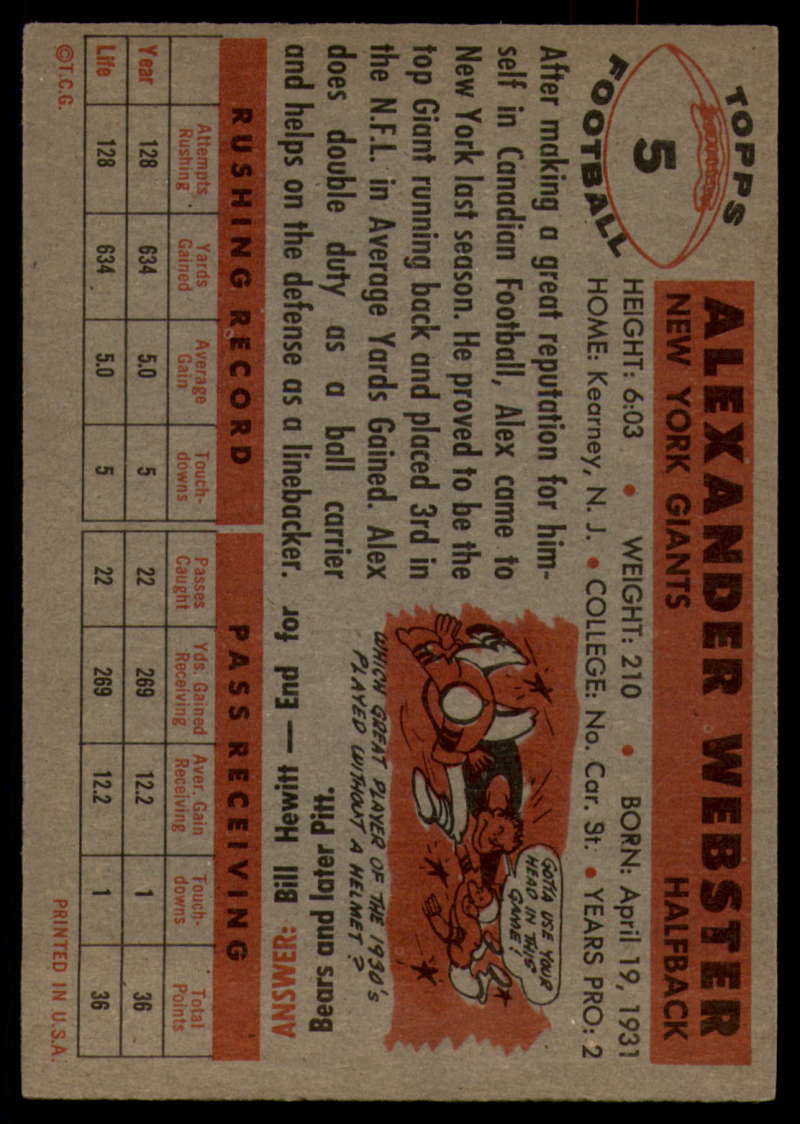 TOPPS
5
FOOTBALL
ALEXANDER WEBSTER
NEW YORK GIANTS HALFBACK
HEIGHT: 6:03 • WEIGHT: 210 • BORN: April 19, 1931
HOME: Kearney, N. J. • COLLEGE: No. Car. St. • YEARS PRO: 2
After making a great reputation for him-
self in Canadian Football, Alex came to
New York last season. He proved to be the
top Giant running back and placed 3rd in
the N.F.L. in Average Yards Gained. Alex
does double duty as a ball carrier
and helps on the defense as a linebacker.
GOTTA USE YOUR
HEAD IN THIS
GAME!
WHICH GREAT PLAYER OF THE 1930'S
PLAYED WITHOUT A HELMET?
ANSWER: Bill Hewitt — End for
Bears and later Pitt.
RUSHING RECORD PASS RECEIVING
Attempts Rushing Yards Gained Average Gain Touch-downs Passes Caught Yds. Gained Receiving Aver. Gain Receiving Touch-downs Total Points
Year 128 634 5.0 5 22 269 12.2 1 36
Life 128 634 5.0 5 22 269 12.2 1 36
©T.C.G. PRINTED IN U.S.A.